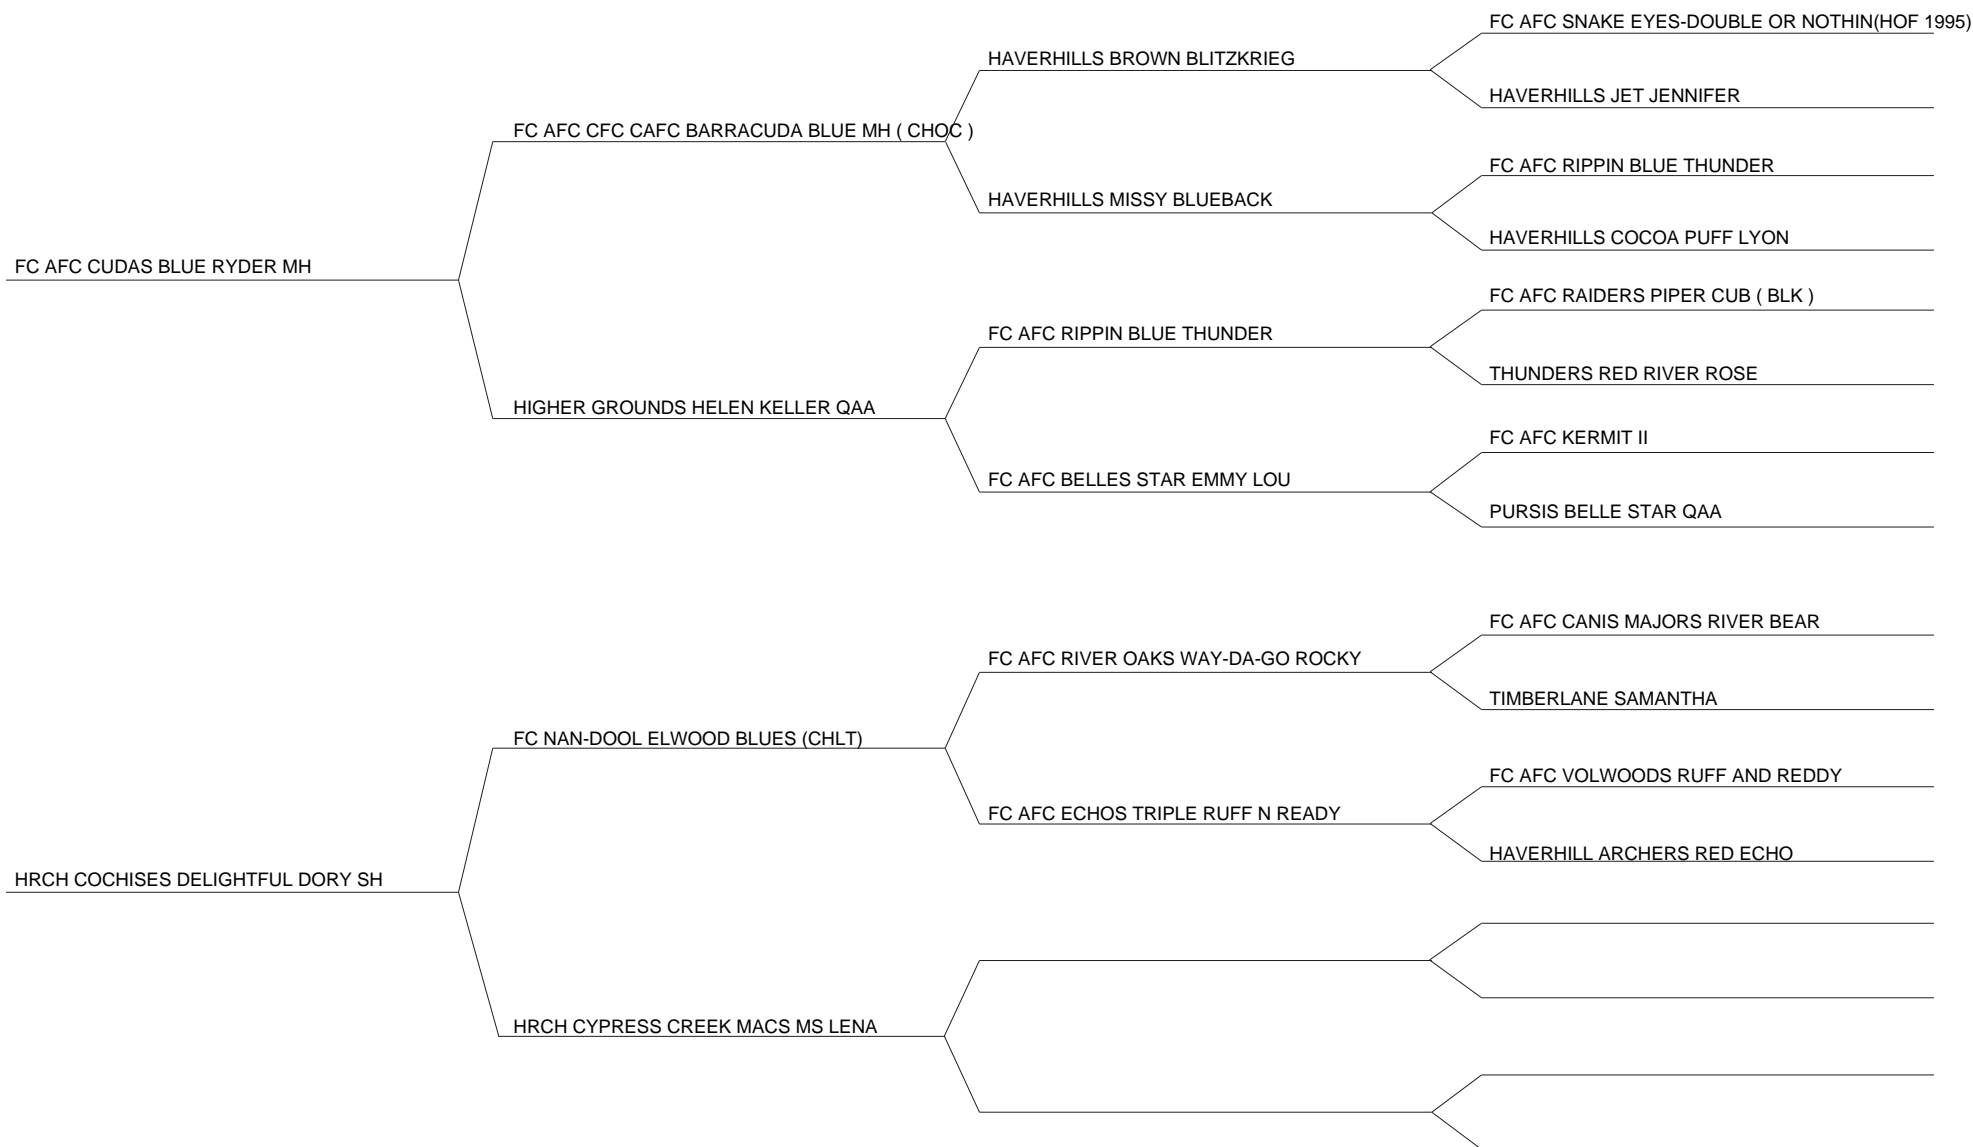 FC AFC SNAKE EYES-DOUBLE OR NOTHIN(HOF 1995)
HAVERHILLS BROWN BLITZKRIEG
HAVERHILLS JET JENNIFER
FC AFC CFC CAFC BARRACUDA BLUE MH ( CHOC )
FC AFC RIPPIN BLUE THUNDER
HAVERHILLS MISSY BLUEBACK
HAVERHILLS COCOA PUFF LYON
FC AFC CUDAS BLUE RYDER MH
FC AFC RAIDERS PIPER CUB ( BLK )
FC AFC RIPPIN BLUE THUNDER
THUNDERS RED RIVER ROSE
HIGHER GROUNDS HELEN KELLER QAA
FC AFC KERMIT II
FC AFC BELLES STAR EMMY LOU
PURSIS BELLE STAR QAA
FC AFC CANIS MAJORS RIVER BEAR
FC AFC RIVER OAKS WAY-DA-GO ROCKY
TIMBERLANE SAMANTHA
FC NAN-DOOL ELWOOD BLUES (CHLT)
FC AFC VOLWOODS RUFF AND REDDY
FC AFC ECHOS TRIPLE RUFF N READY
HAVERHILL ARCHERS RED ECHO
HRCH COCHISES DELIGHTFUL DORY SH
HRCH CYPRESS CREEK MACS MS LENA